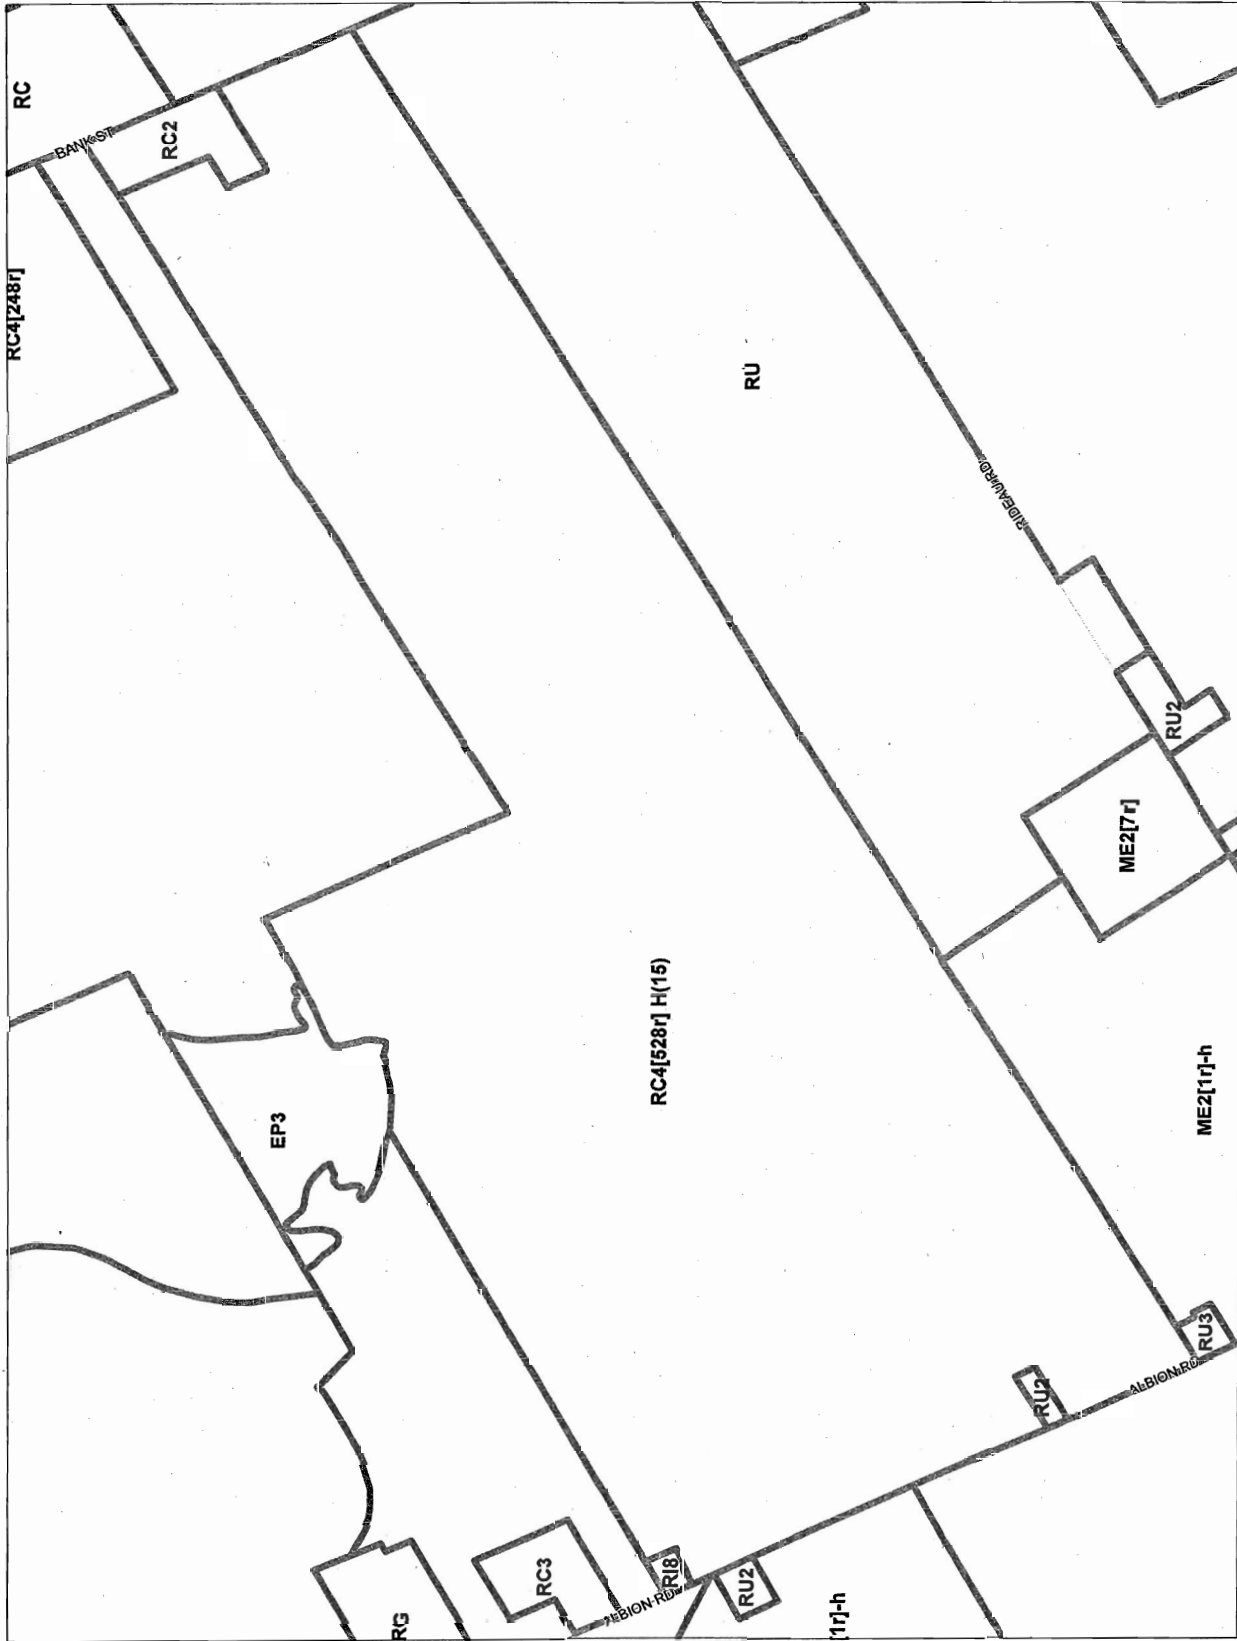 RC
BANK ST
RC2
RC4[248r]
RU
RIDEAU RD
RU2
ME2[7r]
RC4[528r] H(15)
ME2[1r]-h
EP3
RU3
ALBION RD
RU2
RI8
RC3
ALBION RD
RU2
RG
[1r]-h